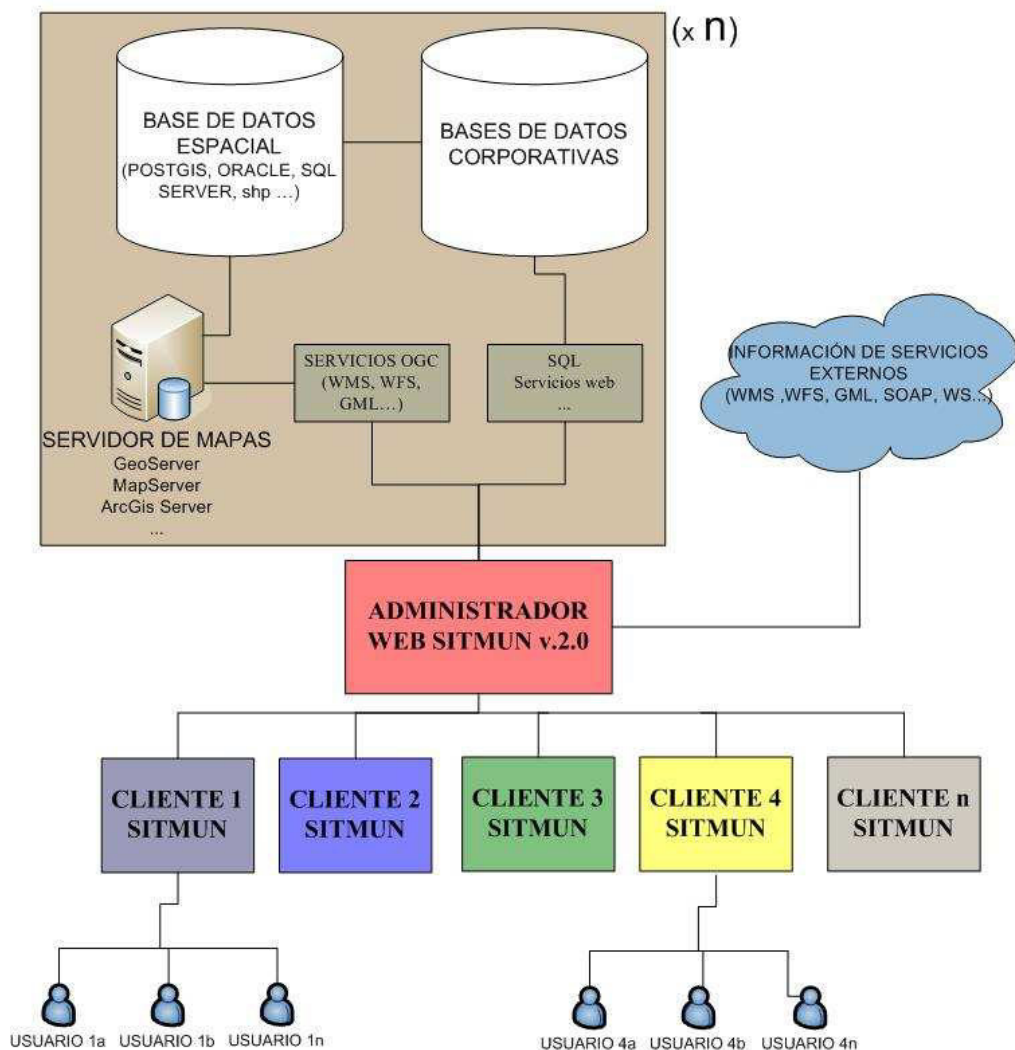 (x n)
BASE DE DATOS
ESPACIAL
(POSTGIS, ORACLE, SQL
SERVER, shp ...)
BASES DE DATOS
CORPORATIVAS
SERVICIOS OGC
(WMS, WFS,
GML...)
SQL
Servicios web
...
SERVIDOR DE MAPAS
GeoServer
MapServer
ArcGis Server
...
INFORMACIÓN DE SERVICIOS
EXTERNOS
(WMS ,WFS, GML, SOAP, WS...)
ADMINISTRADOR
WEB SITMUN v.2.0
CLIENTE 1
SITMUN
CLIENTE 2
SITMUN
CLIENTE 3
SITMUN
CLIENTE 4
SITMUN
CLIENTE n
SITMUN
USUARIO 1a
USUARIO 1b
USUARIO 1n
USUARIO 4a
USUARIO 4b
USUARIO 4n